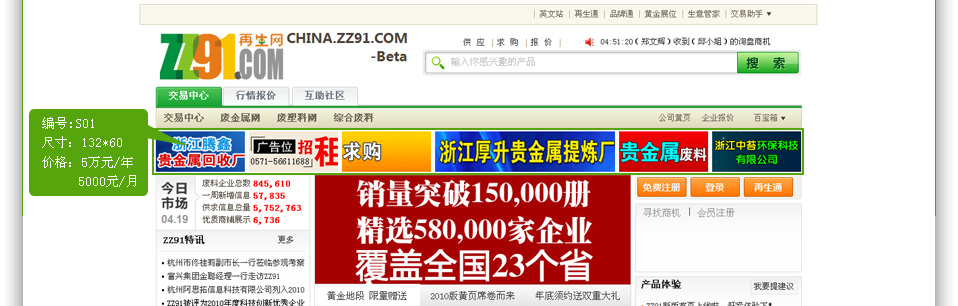 英文站 | 再生通 | 品牌通 | 黄金展位 | 生意管家 | 交易助手
ZZ91.COM 再生网 CHINA.ZZ91.COM
-Beta
供 应 | 求 购 | 报 价 |
04:51:20 ( 郑文辉 ) 收到 ( 邱小姐 ) 的询盘商机
输入你感兴趣的产品
搜 索
交易中心 行情报价 互助社区
交易中心 废金属网 废塑料网 综合废料
公司黄页 企业报价 百宝箱
编号:S01
尺寸: 132*60
价格: 5万元/年
5000元/月
浙江腾鑫
贵金属回收厂
广告位招租
0571-56611688
求购
浙江厚升贵金属提炼厂
贵金属废料
浙江中苔环保科技
有限公司
今日
市场
04.19
废料企业总数 845,610
一周新增信息 57,835
供求信息总量 5,752,763
优质商铺展示 6,736
销量突破150,000册
精选580,000家企业
覆盖全国23个省
免费注册 登录 再生通
寻找商机 | 会员注册
ZZ91特讯 更多
杭州市佟桂莉副市长一行莅临参观考察
富兴集团金聪经理一行走访ZZ91
杭州阿思拓信息科技有限公司列入2010
ZZ91被评为2010年度科技创新优秀企业
黄金地段 限量赠送 2010版黄页席卷而来 年底须约送双重大礼
产品体验 我要提建议